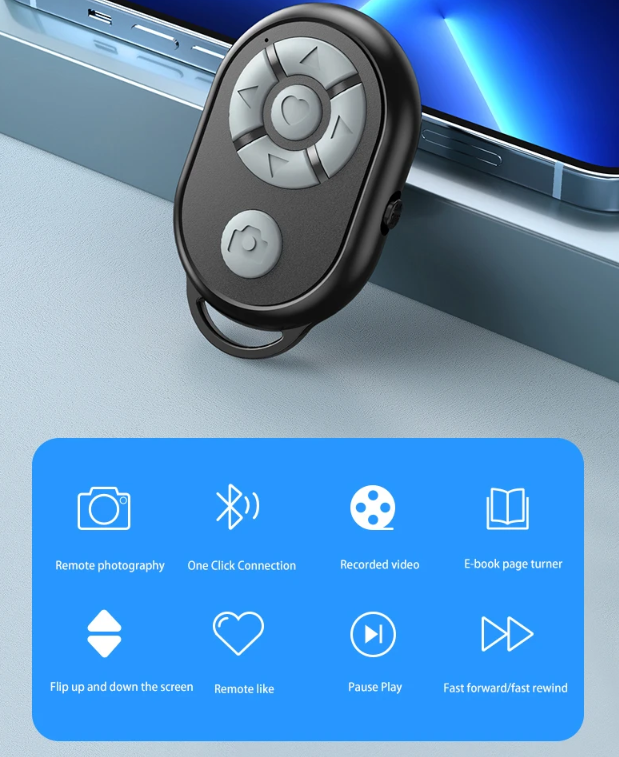 Remote photography
One Click Connection
Recorded video
E-book page turner
Flip up and down the screen
Remote like
Pause Play
Fast forward/fast rewind